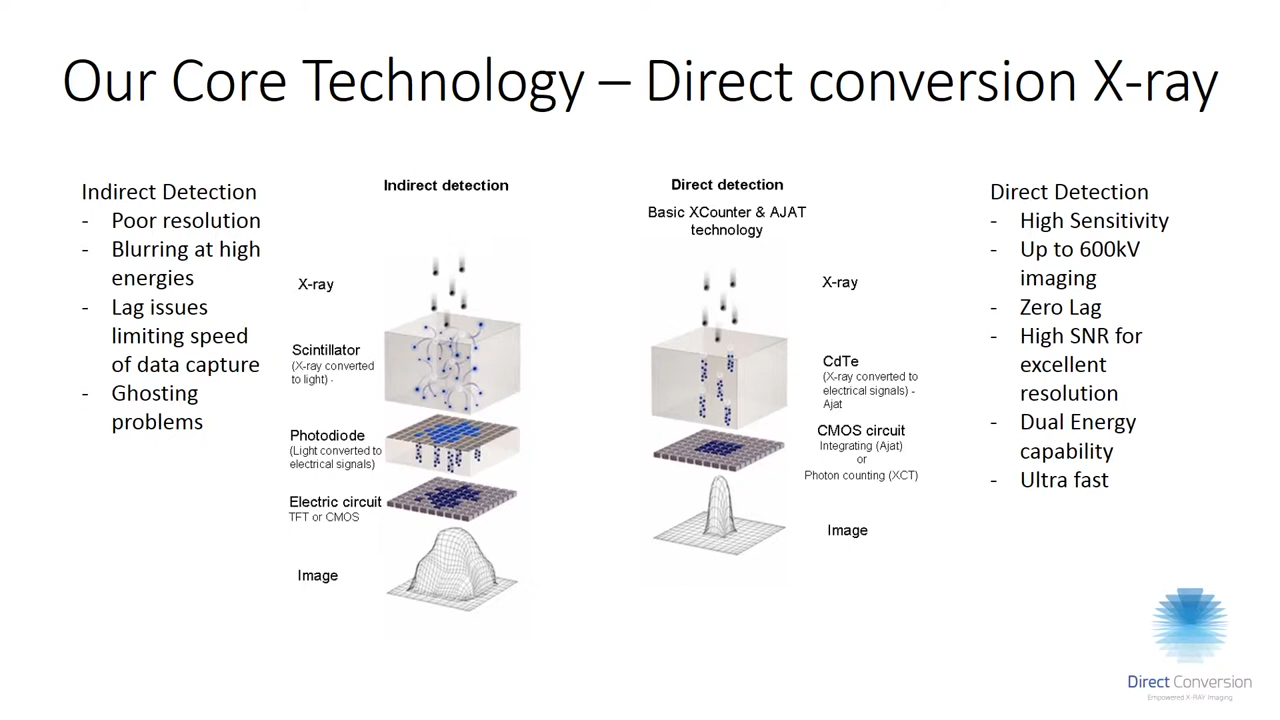 Our Core Technology – Direct conversion X-ray
Indirect Detection
- Poor resolution
- Blurring at high
energies
- Lag issues
limiting speed
of data capture
- Ghosting
problems
Indirect detection
X-ray
Scintillator
(X-ray converted
to light) -
Photodiode
(Light converted to
electrical signals)
Electric circuit
TFT or CMOS
Image
Direct detection
Basic XCounter & AJAT
technology
X-ray
CdTe
(X-ray converted to
electrical signals) -
Ajat
CMOS circuit
Integrating (Ajat)
or
Photon counting (XCT)
Image
Direct Detection
- High Sensitivity
- Up to 600kV
imaging
- Zero Lag
- High SNR for
excellent
resolution
- Dual Energy
capability
- Ultra fast
Direct Conversion
Empowered X-RAY Imaging